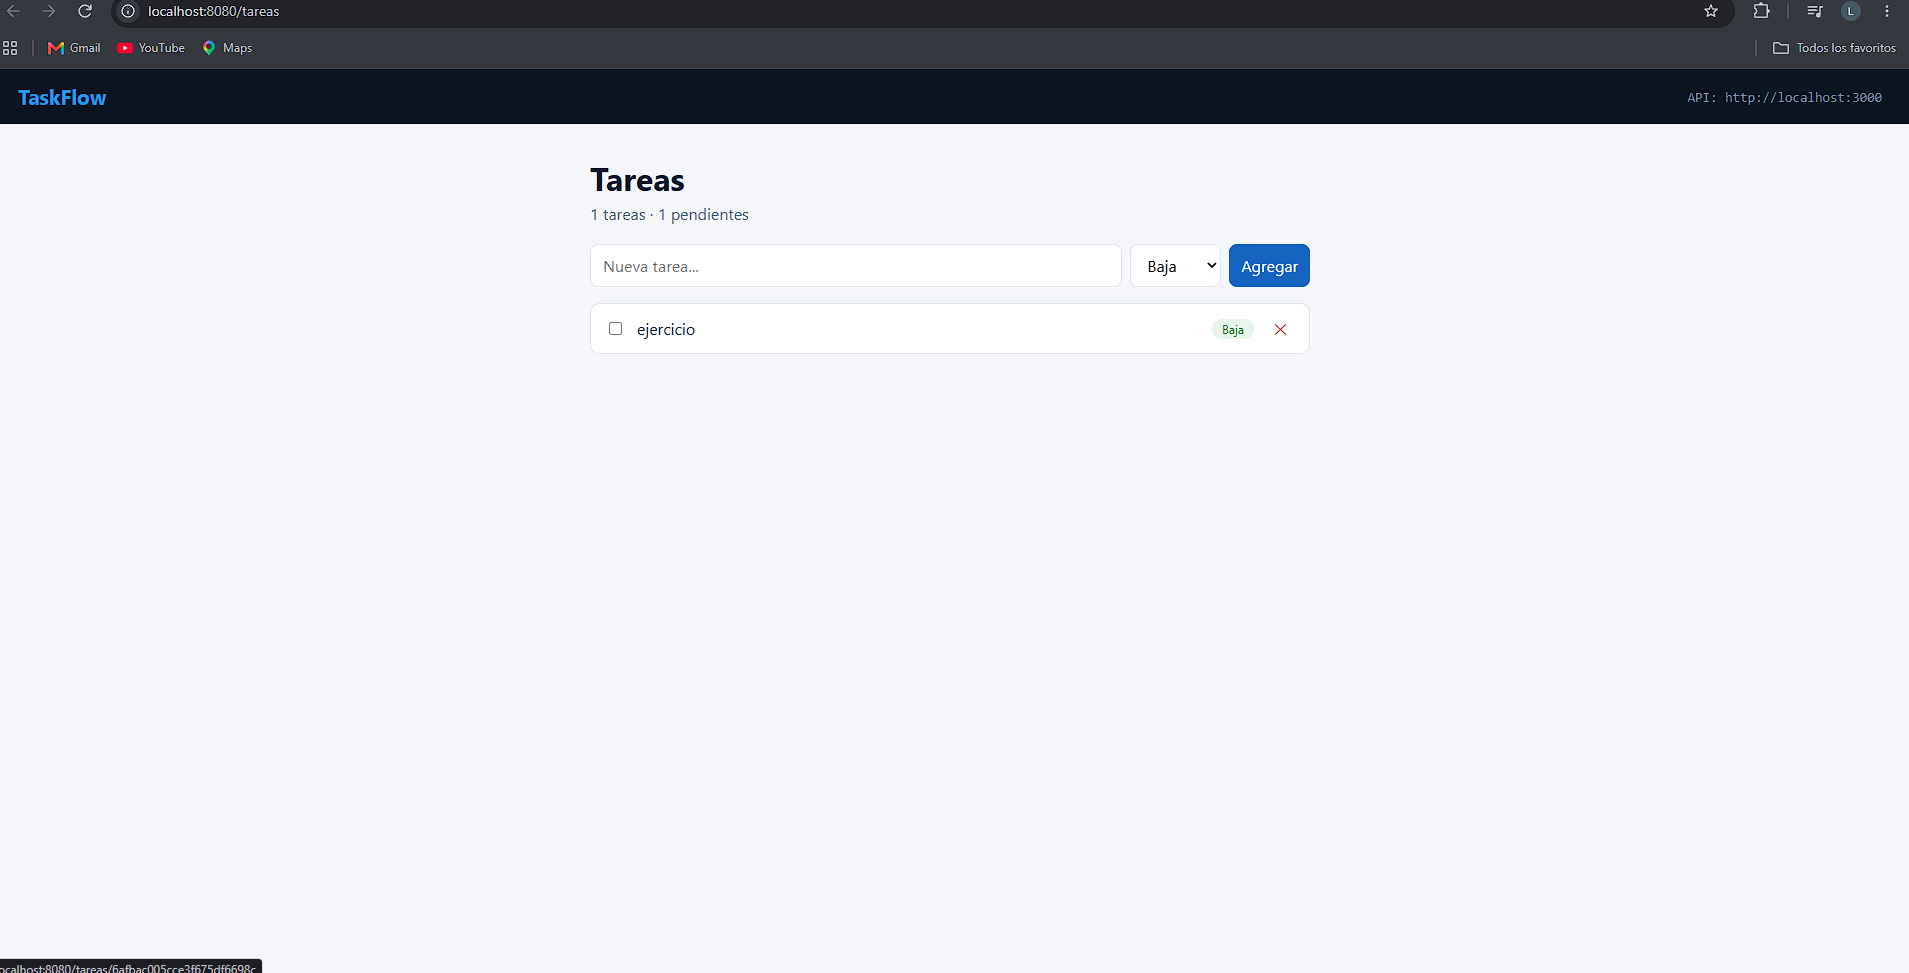 localhost:8080/tareas
Gmail YouTube Maps Todos los favoritos
TaskFlow API: http://localhost:3000
Tareas
1 tareas · 1 pendientes
Nueva tarea... Baja Agregar
ejercicio Baja
L